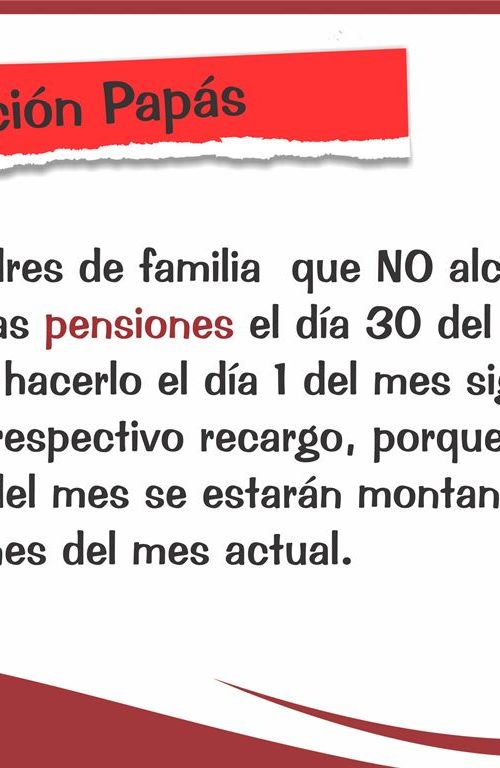 ción Papás
dres de familia que NO alc
as pensiones el día 30 del
hacerlo el día 1 del mes sig
respectivo recargo, porque
del mes se estarán montan
nes del mes actual.